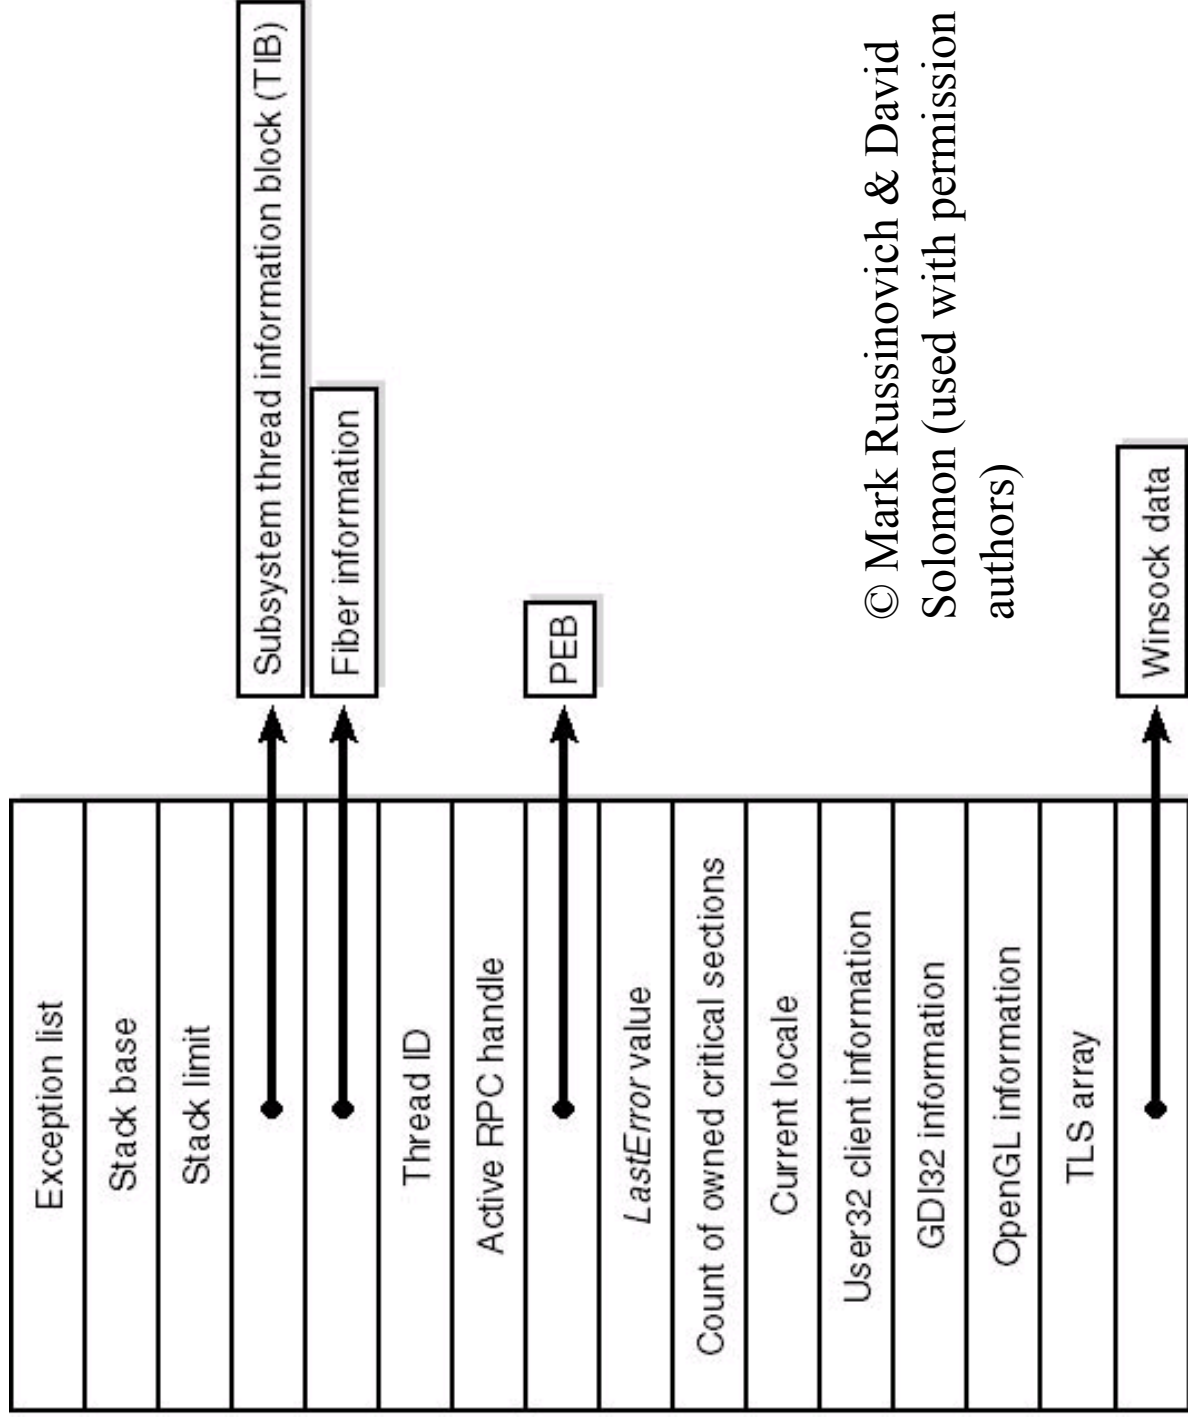 Exception list
Stack base
Stack limit
Subsystem thread information block (TIB)
Fiber information
Thread ID
Active RPC handle
PEB
LastError value
Count of owned critical sections
Current locale
User32 client information
GDI32 information
OpenGL information
TLS array
Winsock data
© Mark Russinovich & David
Solomon (used with permission
authors)